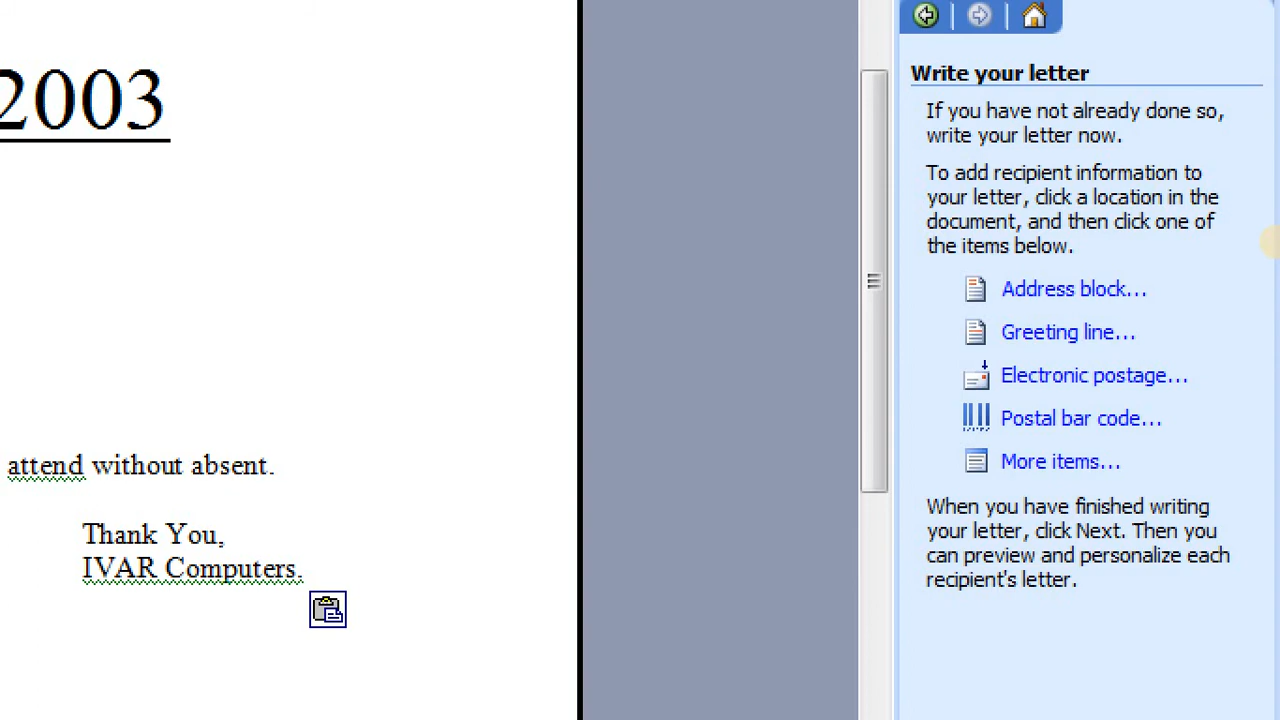 2003
attend without absent.
Thank You,
IVAR Computers.
Write your letter
If you have not already done so,
write your letter now.
To add recipient information to
your letter, click a location in the
document, and then click one of
the items below.
Address block...
Greeting line...
Electronic postage...
Postal bar code...
More items...
When you have finished writing
your letter, click Next. Then you
can preview and personalize each
recipient's letter.